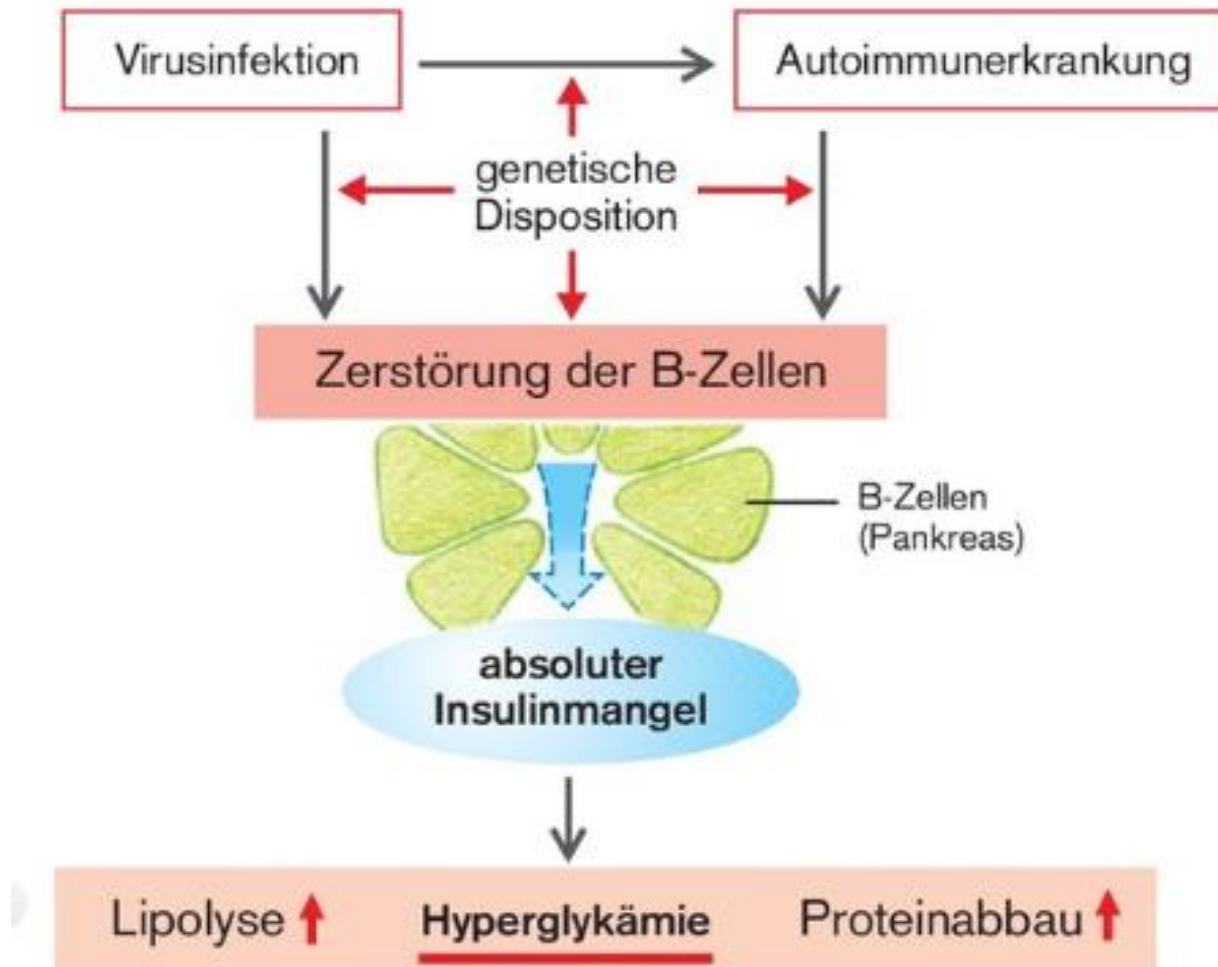 Virusinfektion
Autoimmunerkrankung
genetische
Disposition
Zerstörung der B-Zellen
B-Zellen
(Pankreas)
absoluter
Insulinmangel
Lipolyse
Hyperglykämie
Proteinabbau